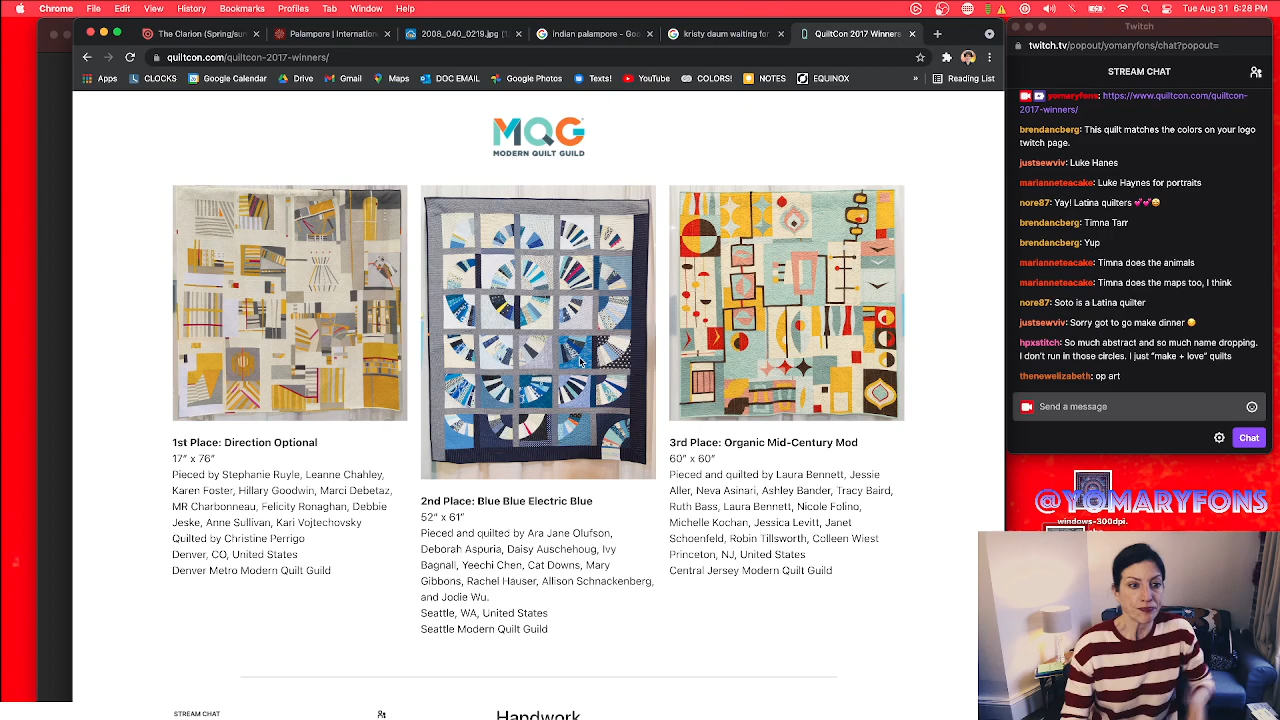 Chrome File Edit View History Bookmarks Profiles Tab Window Help
Tue Aug 31 6:28 PM
The Clarion (Spring/sun
Palampore | Internation
2008_040_0219.jpg (1
Indian palampore - Goo
kristy daum waiting for
QuiltCon 2017 Winners
quiltcon.com/quiltcon-2017-winners/
Apps CLOCKS Google Calendar Drive Gmail Maps DOC EMAIL Google Photos Texts! YouTube COLORS! NOTES EQUINOX » Reading List
MQG
MODERN QUILT GUILD
1st Place: Direction Optional
17” x 76”
Pieced by Stephanie Ruyle, Leanne Chahley,
Karen Foster, Hillary Goodwin, Marci Debetaz,
MR Charbonneau, Felicity Ronaghan, Debbie
Jeske, Anne Sullivan, Kari Vojtechovsky
Quilted by Christine Perrigo
Denver, CO, United States
Denver Metro Modern Quilt Guild
2nd Place: Blue Blue Electric Blue
52” x 61”
Pieced and quilted by Ara Jane Olufson,
Deborah Aspuria, Daisy Auschehoug, Ivy
Bagnall, Yeechi Chen, Cat Downs, Mary
Gibbons, Rachel Hauser, Allison Schnackenberg,
and Jodie Wu.
Seattle, WA, United States
Seattle Modern Quilt Guild
3rd Place: Organic Mid-Century Mod
60” x 60”
Pieced and quilted by Laura Bennett, Jessie
Aller, Neva Asinari, Ashley Bander, Tracy Baird,
Ruth Bass, Laura Bennett, Nicole Folino,
Michelle Kochan, Jessica Levitt, Janet
Schoenfeld, Robin Tillsworth, Colleen Wiest
Princeton, NJ, United States
Central Jersey Modern Quilt Guild
STREAM CHAT
Handwork
Twitch
twitch.tv/popout/yomaryfons/chat?popout=
STREAM CHAT
yomaryfons: https://www.quiltcon.com/quiltcon-
2017-winners/
brendancberg: This quilt matches the colors on your logo
twitch page.
justsewviv: Luke Hanes
marianneteacake: Luke Haynes for portraits
nore87: Yay! Latina quilters 💕💕😄
brendancberg: Timna Tarr
brendancberg: Yup
marianneteacake: Timna does the animals
marianneteacake: Timna does the maps too, I think
nore87: Soto is a Latina quilter
justsewviv: Sorry got to go make dinner
hpxstitch: So much abstract and so much name dropping.
I don't run in those circles. I just “make + love” quilts
thenewelizabeth: op art
Send a message
Chat
@YOMARYFONS
windows-300dpi.